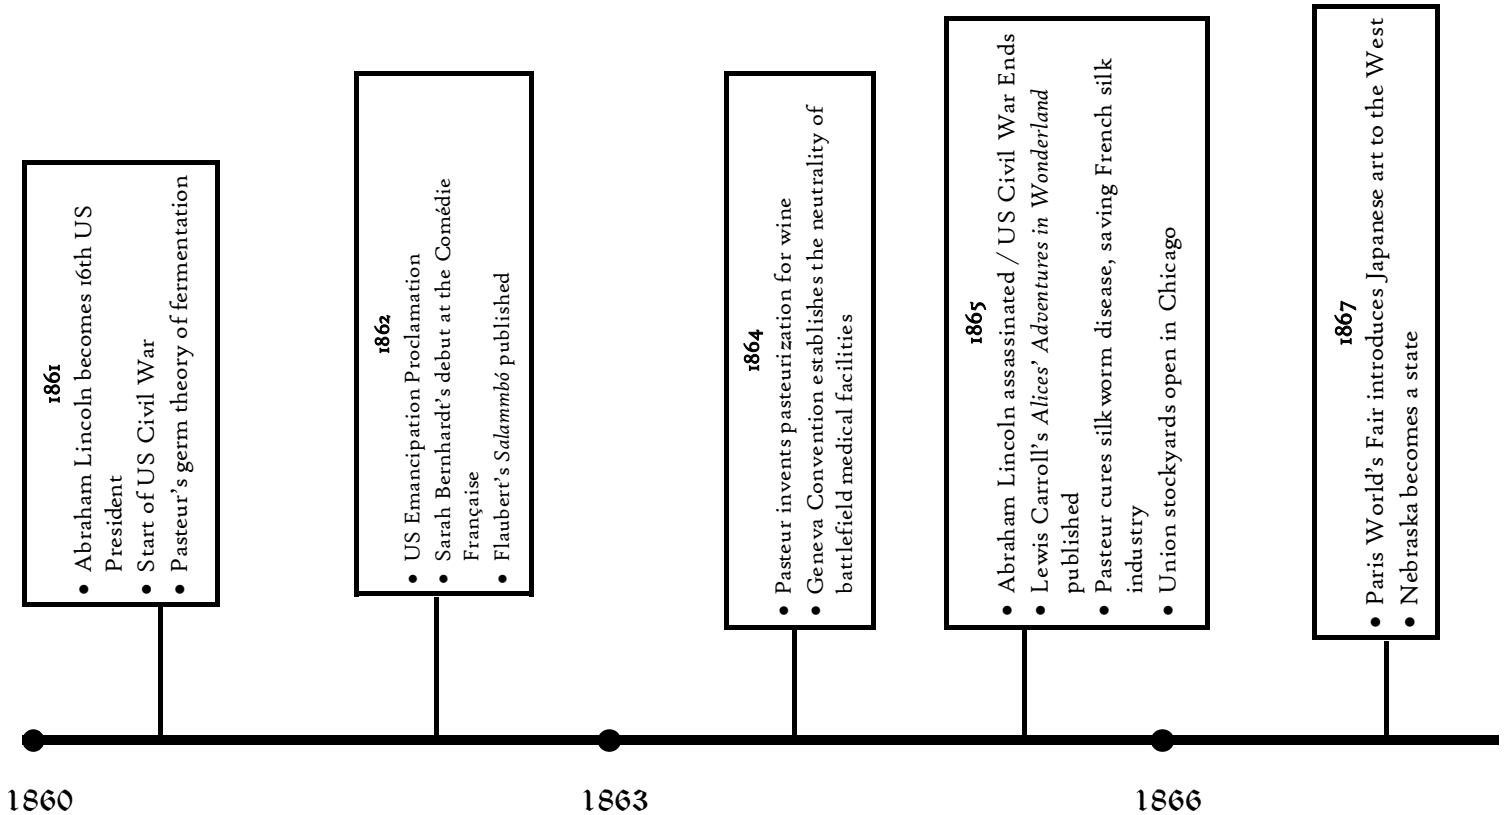 1861
• Abraham Lincoln becomes 16th US
President
• Start of US Civil War
• Pasteur's germ theory of fermentation
1862
• US Emancipation Proclamation
• Sarah Bernhardt's debut at the Comédie
Française
• Flaubert's Salammbó published
1864
• Pasteur invents pasteurization for wine
• Geneva Convention establishes the neutrality of
battlefield medical facilities
1865
• Abraham Lincoln assassinated / US Civil War Ends
• Lewis Carroll's Alices' Adventures in Wonderland
published
• Pasteur cures silk worm disease, saving French silk
industry
• Union stockyards open in Chicago
1867
• Paris World's Fair introduces Japanese art to the West
• Nebraska becomes a state
1860
1863
1866